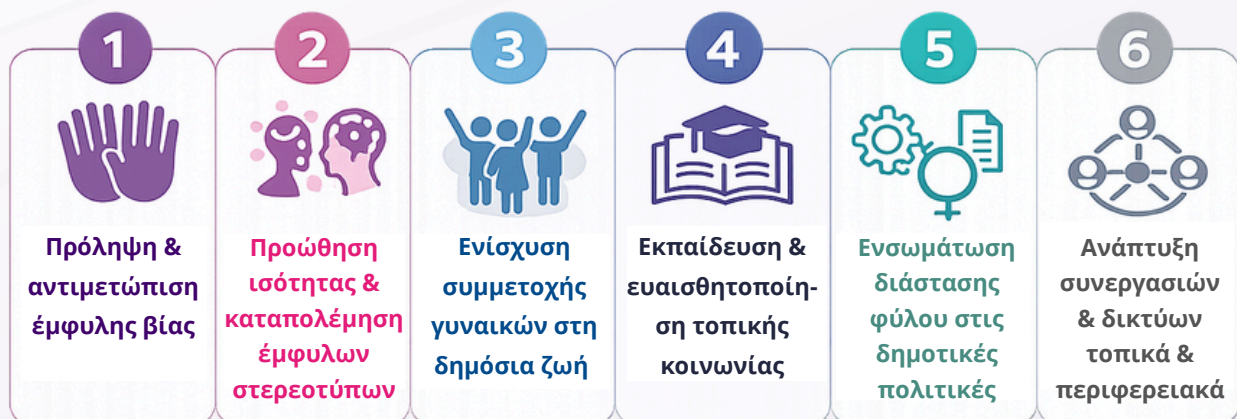 1
Πρόληψη &
αντιμετώπιση
έμφυλης βίας
2
Προώθηση
ισότητας &
καταπολέμηση
έμφυλων
στερεοτύπων
3
Ενίσχυση
συμμετοχής
γυναικών στη
δημόσια ζωή
4
Εκπαίδευση &
ευαισθητοποίη-
ση τοπικής
κοινωνίας
5
Ενσωμάτωση
διάστασης
φύλου στις
δημοτικές
πολιτικές
6
Ανάπτυξη
συνεργασιών
& δικτύων
τοπικά &
περιφερειακά